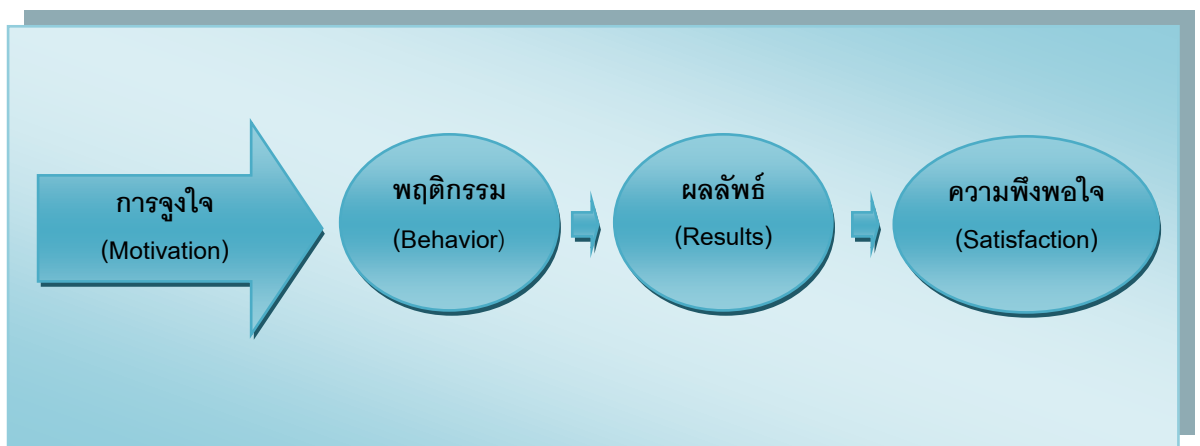 การจูงใจ
(Motivation)
พฤติกรรม
(Behavior)
ผลลัพธ์
(Results)
ความพึงพอใจ
(Satisfaction)